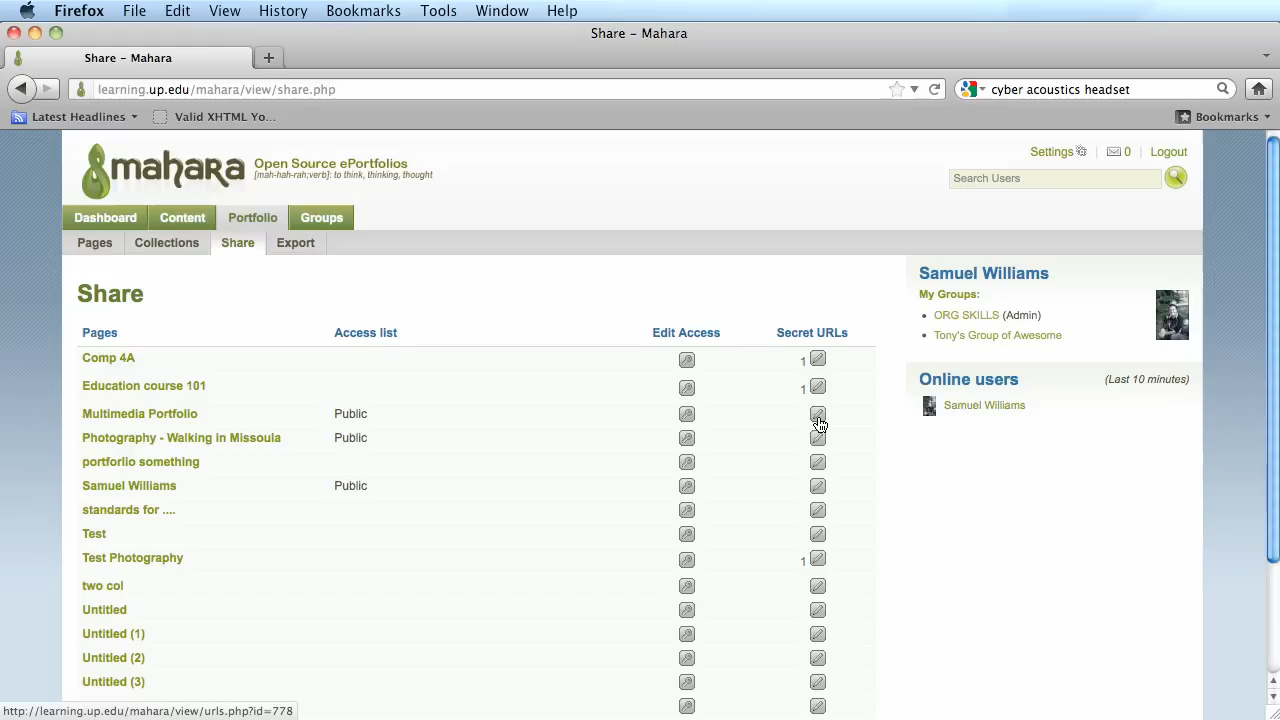 Firefox File Edit View History Bookmarks Tools Window Help
Share – Mahara
Share – Mahara
learning.up.edu/mahara/view/share.php
cyber acoustics headset
Latest Headlines
Valid XHTML Yo...
Bookmarks
mahara
Open Source ePortfolios
[mah-hah-rah;verb]: to think, thinking, thought
Settings | 0 | Logout
Search Users
Dashboard Content Portfolio Groups
Pages Collections Share Export
Share
Pages Access list Edit Access Secret URLs
Comp 4A 1
Education course 101 1
Multimedia Portfolio Public
Photography - Walking in Missoula Public
portforlio something
Samuel Williams Public
standards for ....
Test
Test Photography 1
two col
Untitled
Untitled (1)
Untitled (2)
Untitled (3)
Samuel Williams
My Groups:
• ORG SKILLS (Admin)
• Tony's Group of Awesome
Online users (Last 10 minutes)
Samuel Williams
http://learning.up.edu/mahara/view/urls.php?id=778